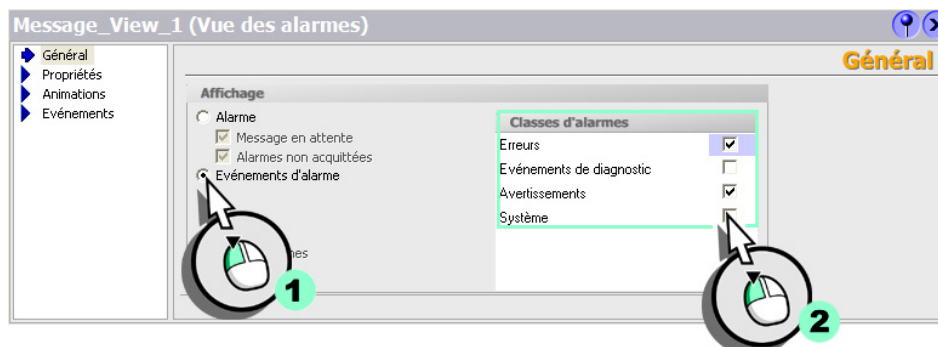 Message_View_1 (Vue des alarmes)
Général
Propriétés
Animations
Evénements
Général
Affichage
Alarme
Message en attente
Alarmes non acquittées
Evénements d'alarme
Classes d'alarmes
Erreurs
Evénements de diagnostic
Avertissements
Système
1
2